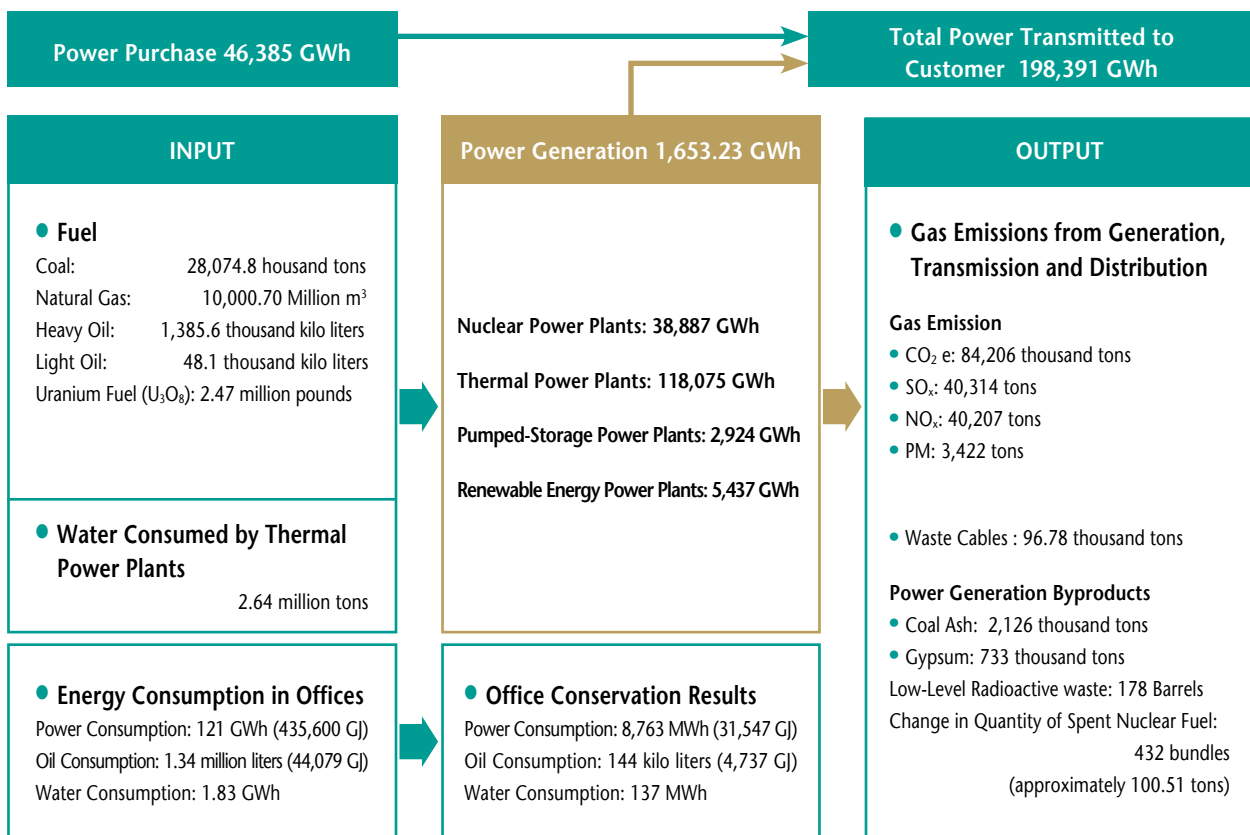 Power Purchase 46,385 GWh
Total Power Transmitted to
Customer 198,391 GWh
INPUT
• Fuel
Coal: 28,074.8 housand tons
Natural Gas: 10,000.70 Million m³
Heavy Oil: 1,385.6 thousand kilo liters
Light Oil: 48.1 thousand kilo liters
Uranium Fuel (U₃O₈): 2.47 million pounds
• Water Consumed by Thermal
Power Plants
2.64 million tons
• Energy Consumption in Offices
Power Consumption: 121 GWh (435,600 GJ)
Oil Consumption: 1.34 million liters (44,079 GJ)
Water Consumption: 1.83 GWh
Power Generation 1,653.23 GWh
Nuclear Power Plants: 38,887 GWh
Thermal Power Plants: 118,075 GWh
Pumped-Storage Power Plants: 2,924 GWh
Renewable Energy Power Plants: 5,437 GWh
• Office Conservation Results
Power Consumption: 8,763 MWh (31,547 GJ)
Oil Consumption: 144 kilo liters (4,737 GJ)
Water Consumption: 137 MWh
OUTPUT
• Gas Emissions from Generation,
Transmission and Distribution
Gas Emission
• CO₂ e: 84,206 thousand tons
• SOₓ: 40,314 tons
• NOₓ: 40,207 tons
• PM: 3,422 tons
• Waste Cables : 96.78 thousand tons
Power Generation Byproducts
• Coal Ash: 2,126 thousand tons
• Gypsum: 733 thousand tons
Low-Level Radioactive waste: 178 Barrels
Change in Quantity of Spent Nuclear Fuel:
432 bundles
(approximately 100.51 tons)